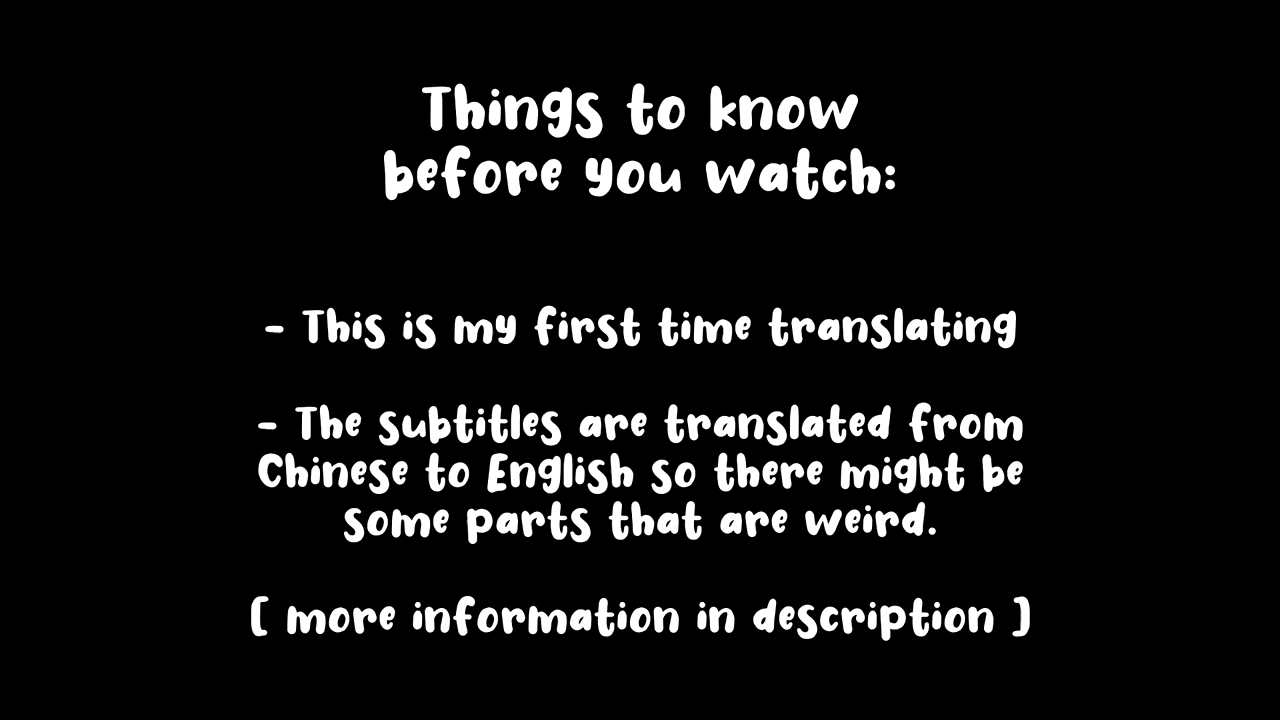 Things to know
before you watch:
- This is my first time translating
- The subtitles are translated from
Chinese to English so there might be
some parts that are weird.
( more information in description )